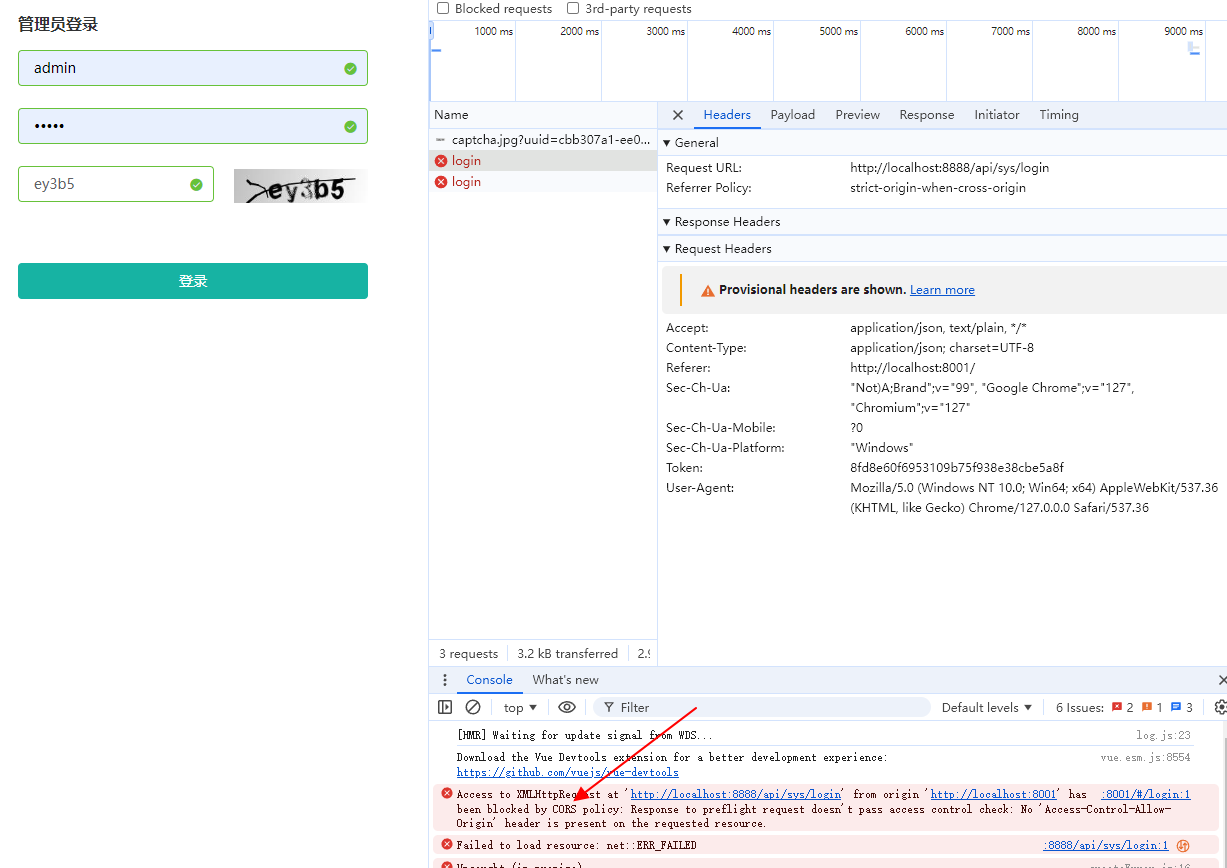 管理员登录
admin
•••••
ey3b5
ey3b5
登录
Blocked requests 3rd-party requests
1000 ms 2000 ms 3000 ms 4000 ms 5000 ms 6000 ms 7000 ms 8000 ms 9000 ms
Name
captcha.jpg?uuid=cbb307a1-ee0...
login
login
Headers Payload Preview Response Initiator Timing
General
Request URL: http://localhost:8888/api/sys/login
Referrer Policy: strict-origin-when-cross-origin
Response Headers
Request Headers
Provisional headers are shown. Learn more
Accept: application/json, text/plain, */*
Content-Type: application/json; charset=UTF-8
Referer: http://localhost:8001/
Sec-Ch-Ua: "Not)A;Brand";v="99", "Google Chrome";v="127",
"Chromium";v="127"
Sec-Ch-Ua-Mobile: ?0
Sec-Ch-Ua-Platform: "Windows"
Token: 8fd8e60f6953109b75f938e38cbe5a8f
User-Agent: Mozilla/5.0 (Windows NT 10.0; Win64; x64) AppleWebKit/537.36
(KHTML, like Gecko) Chrome/127.0.0.0 Safari/537.36
3 requests 3.2 kB transferred 2.9
Console What's new
top Filter Default levels 6 Issues: 2 1 3
[HMR] Waiting for update signal from WDS... log.js:23
Download the Vue Devtools extension for a better development experience: vue.esm.js:8554
https://github.com/vuejs/vue-devtools
Access to XMLHttpRequest at 'http://localhost:8888/api/sys/login' from origin 'http://localhost:8001' has :8001/#/login:1
been blocked by CORS policy: Response to preflight request doesn't pass access control check: No 'Access-Control-Allow-
Origin' header is present on the requested resource.
Failed to load resource: net::ERR_FAILED :8888/api/sys/login:1